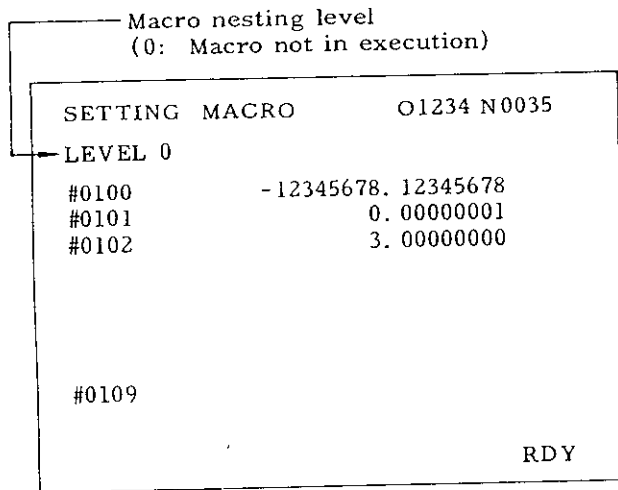 Macro nesting level
(0: Macro not in execution)
SETTING MACRO O1234 N0035
LEVEL 0
#0100 -12345678. 12345678
#0101 0. 00000001
#0102 3. 00000000
#0109
RDY